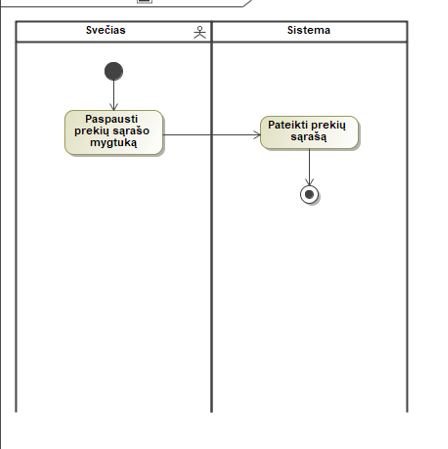 Svečias
Sistema
Paspausti
prekių sąrašo
mygtuką
Pateikti prekių
sąrašą